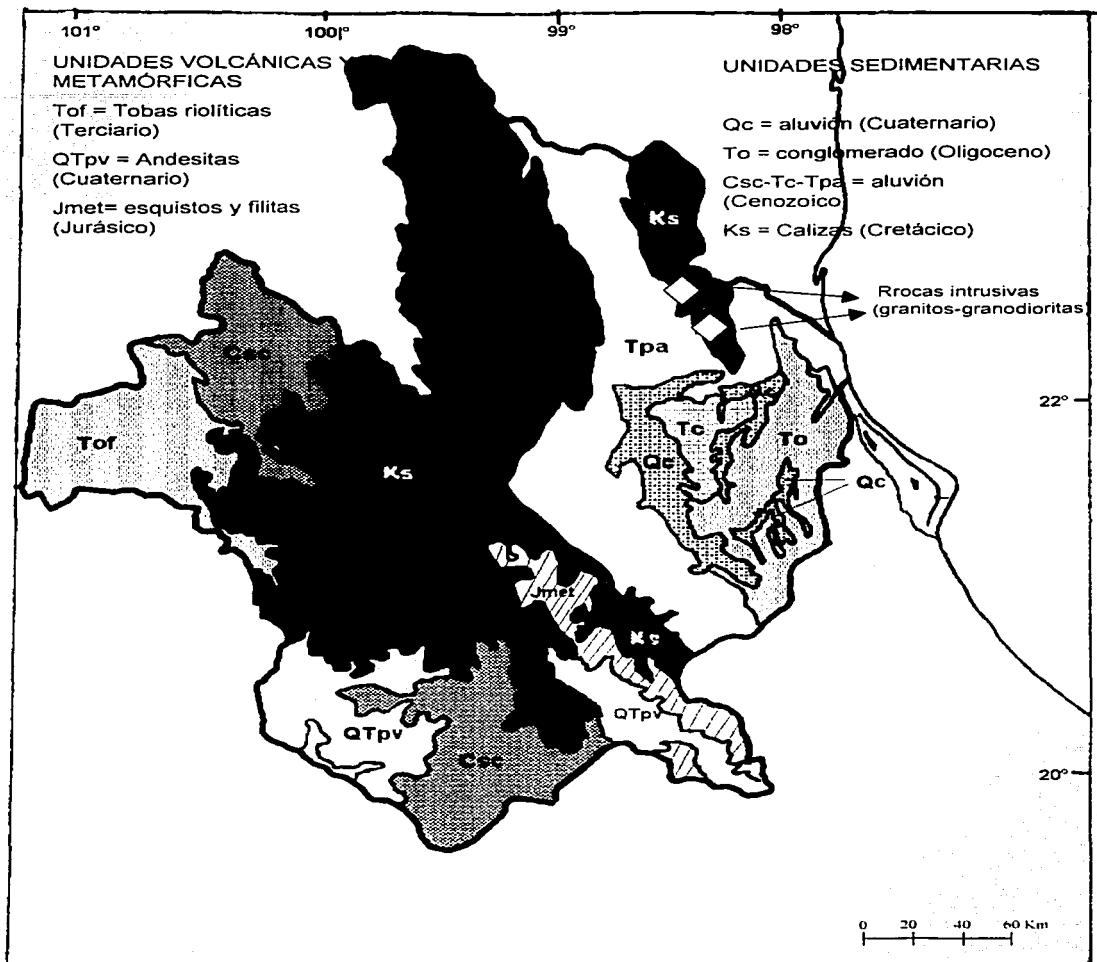 101° 100° 99° 98°
UNIDADES VOLCÁNICAS Y
METAMÓRFICAS
Tof = Tobas riolíticas
(Terciario)
QTpv = Andesitas
(Cuaternario)
Jmet= esquistos y filitas
(Jurásico)
UNIDADES SEDIMENTARIAS
Qc = aluvión (Cuaternario)
To = conglomerado (Oligoceno)
Csc-Tc-Tpa = aluvión
(Cenozoico)
Ks = Calizas (Cretácico)
Rrocas intrusivas
(granitos-granodioritas
Ks
Csc
Tpa
22°
Tof
Tc
To
Ks
Qc
Qc
Jmet
Ks
QTpv
QTpv
Csc
20°
0 20 40 60 Km